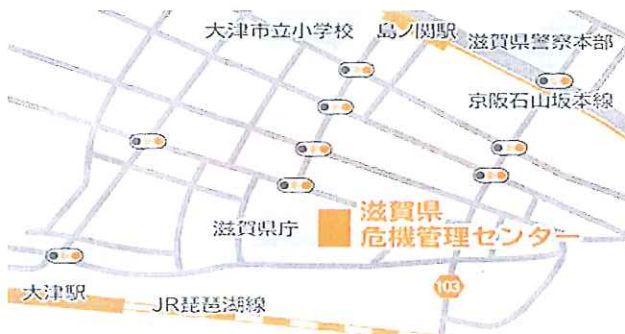 大津市立小学校
島ノ関駅
滋賀県警察本部
京阪石山坂本線
滋賀県庁
滋賀県
危機管理センター
103
大津駅
JR琵琶湖線